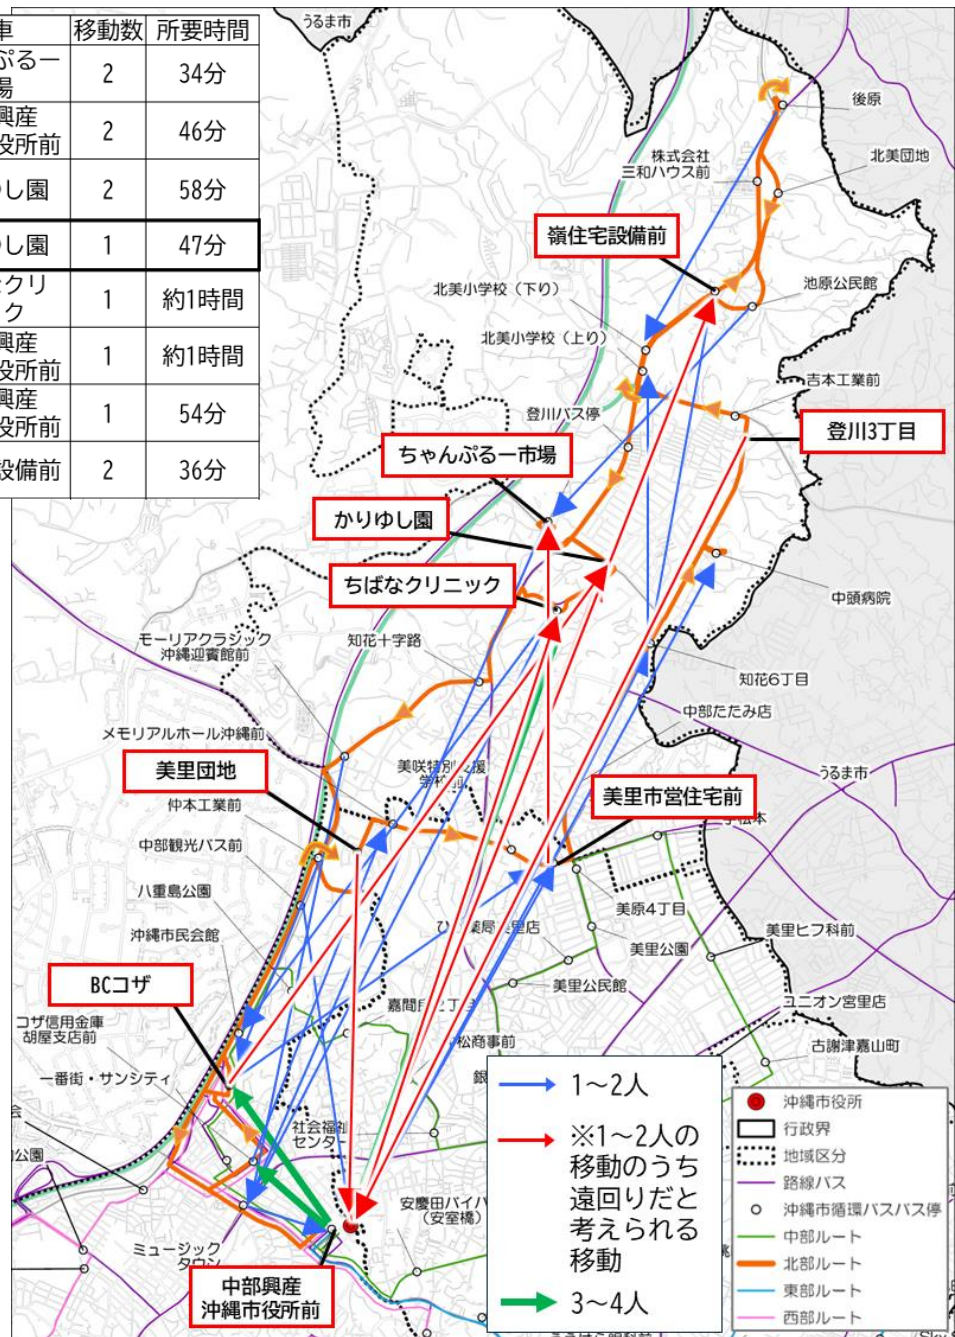 車
移動数
所要時間
ぷるー
場
2
34分
興産
役所前
2
46分
し園
2
58分
し園
1
47分
クリ
ック
1
約1時間
興産
役所前
1
約1時間
興産
役所前
1
54分
設備前
2
36分
うるま市
後原
北美団地
株式会社
三和ハウス前
嶺住宅設備前
池原公民館
北美小学校（下り）
北美小学校（上り）
吉本工業前
登川バス停
登川3丁目
ちゃんぷるー市場
かりゆし園
ちばなクリニック
中頭病院
モーリアクラシック
沖縄迎賓館前
知花十字路
知花6丁目
中部たたみ店
メモリアルホール沖縄前
美里団地
美咲特別支援
学校前
うるま市
美里市営住宅前
仲本工業前
中部観光バス前
八重島公園
美原4丁目
沖縄市民会館
美里公園
美里ヒフ科前
BCコザ
美里公民館
ユニオン宮里店
コザ信用金庫
胡屋支店前
松商事前
古謝津嘉山町
一番街・サンシティ
銀
会
社会福祉
センター
公園
安慶田バイパ
（安室橋）
ミュージック
タウン
中部興産
沖縄市役所前
1～2人
※1～2人の
移動のうち
遠回りだと
考えられる
移動
3～4人
沖縄市役所
行政界
地域区分
路線バス
沖縄市循環バスバス停
中部ルート
北部ルート
東部ルート
西部ルート